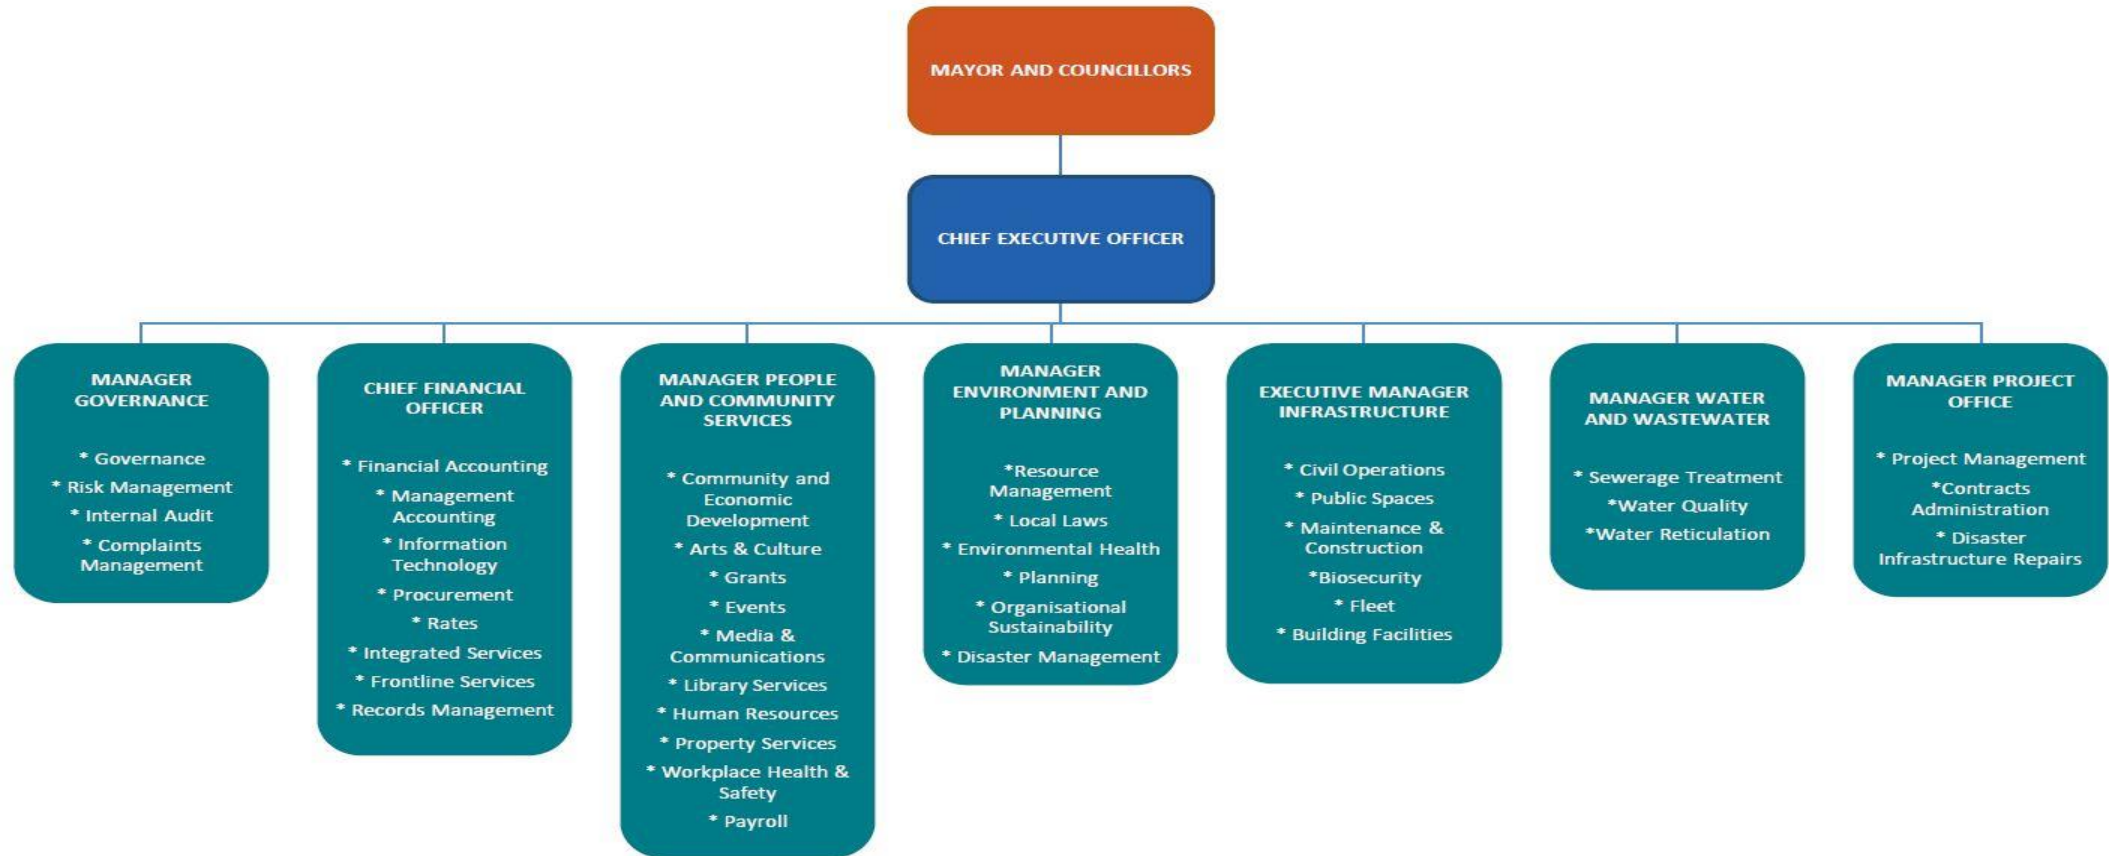 MAYOR AND COUNCILLORS
CHIEF EXECUTIVE OFFICER
MANAGER
GOVERNANCE
* Governance
* Risk Management
* Internal Audit
* Complaints
Management
CHIEF FINANCIAL
OFFICER
* Financial Accounting
* Management
Accounting
* Information
Technology
* Procurement
* Rates
* Integrated Services
* Frontline Services
* Records Management
MANAGER PEOPLE
AND COMMUNITY
SERVICES
* Community and
Economic
Development
* Arts & Culture
* Grants
* Events
* Media &
Communications
* Library Services
* Human Resources
* Property Services
* Workplace Health &
Safety
* Payroll
MANAGER
ENVIRONMENT AND
PLANNING
*Resource
Management
* Local Laws
* Environmental Health
* Planning
* Organisational
Sustainability
* Disaster Management
EXECUTIVE MANAGER
INFRASTRUCTURE
* Civil Operations
* Public Spaces
* Maintenance &
Construction
*Biosecurity
* Fleet
* Building Facilities
MANAGER WATER
AND WASTEWATER
* Sewerage Treatment
*Water Quality
*Water Reticulation
MANAGER PROJECT
OFFICE
* Project Management
*Contracts
Administration
* Disaster
Infrastructure Repairs